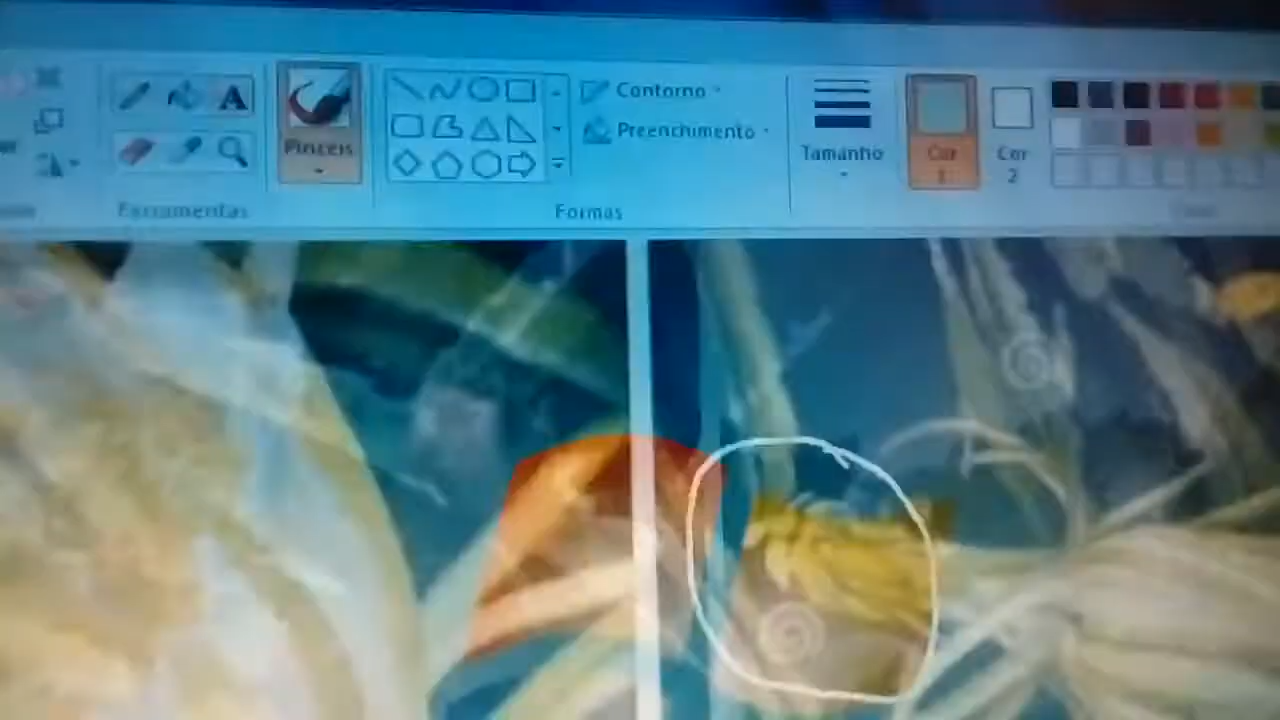 A
Contorno
Pincéis
Preenchimento
Tamanho
Cor
1
Cor
2
Ferramentas
Formas